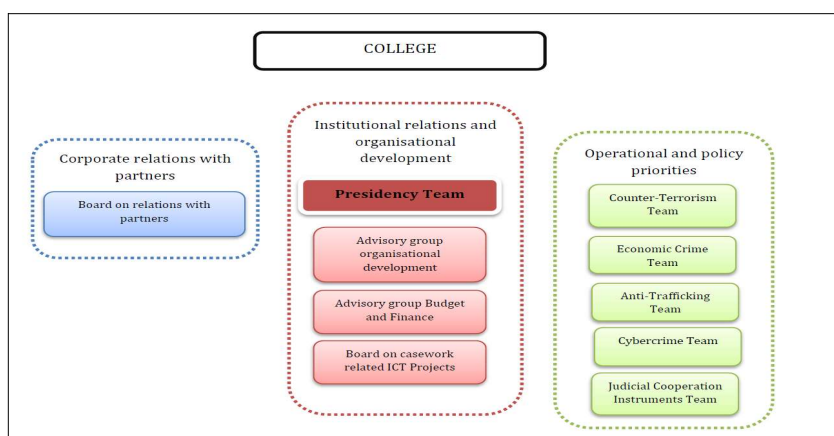 COLLEGE
Corporate relations with
partners
Board on relations with
partners
Institutional relations and
organisational
development
Presidency Team
Advisory group
organisational
development
Advisory group Budget
and Finance
Board on casework
related ICT Projects
Operational and policy
priorities
Counter-Terrorism
Team
Economic Crime
Team
Anti-Trafficking
Team
Cybercrime Team
Judicial Cooperation
Instruments Team